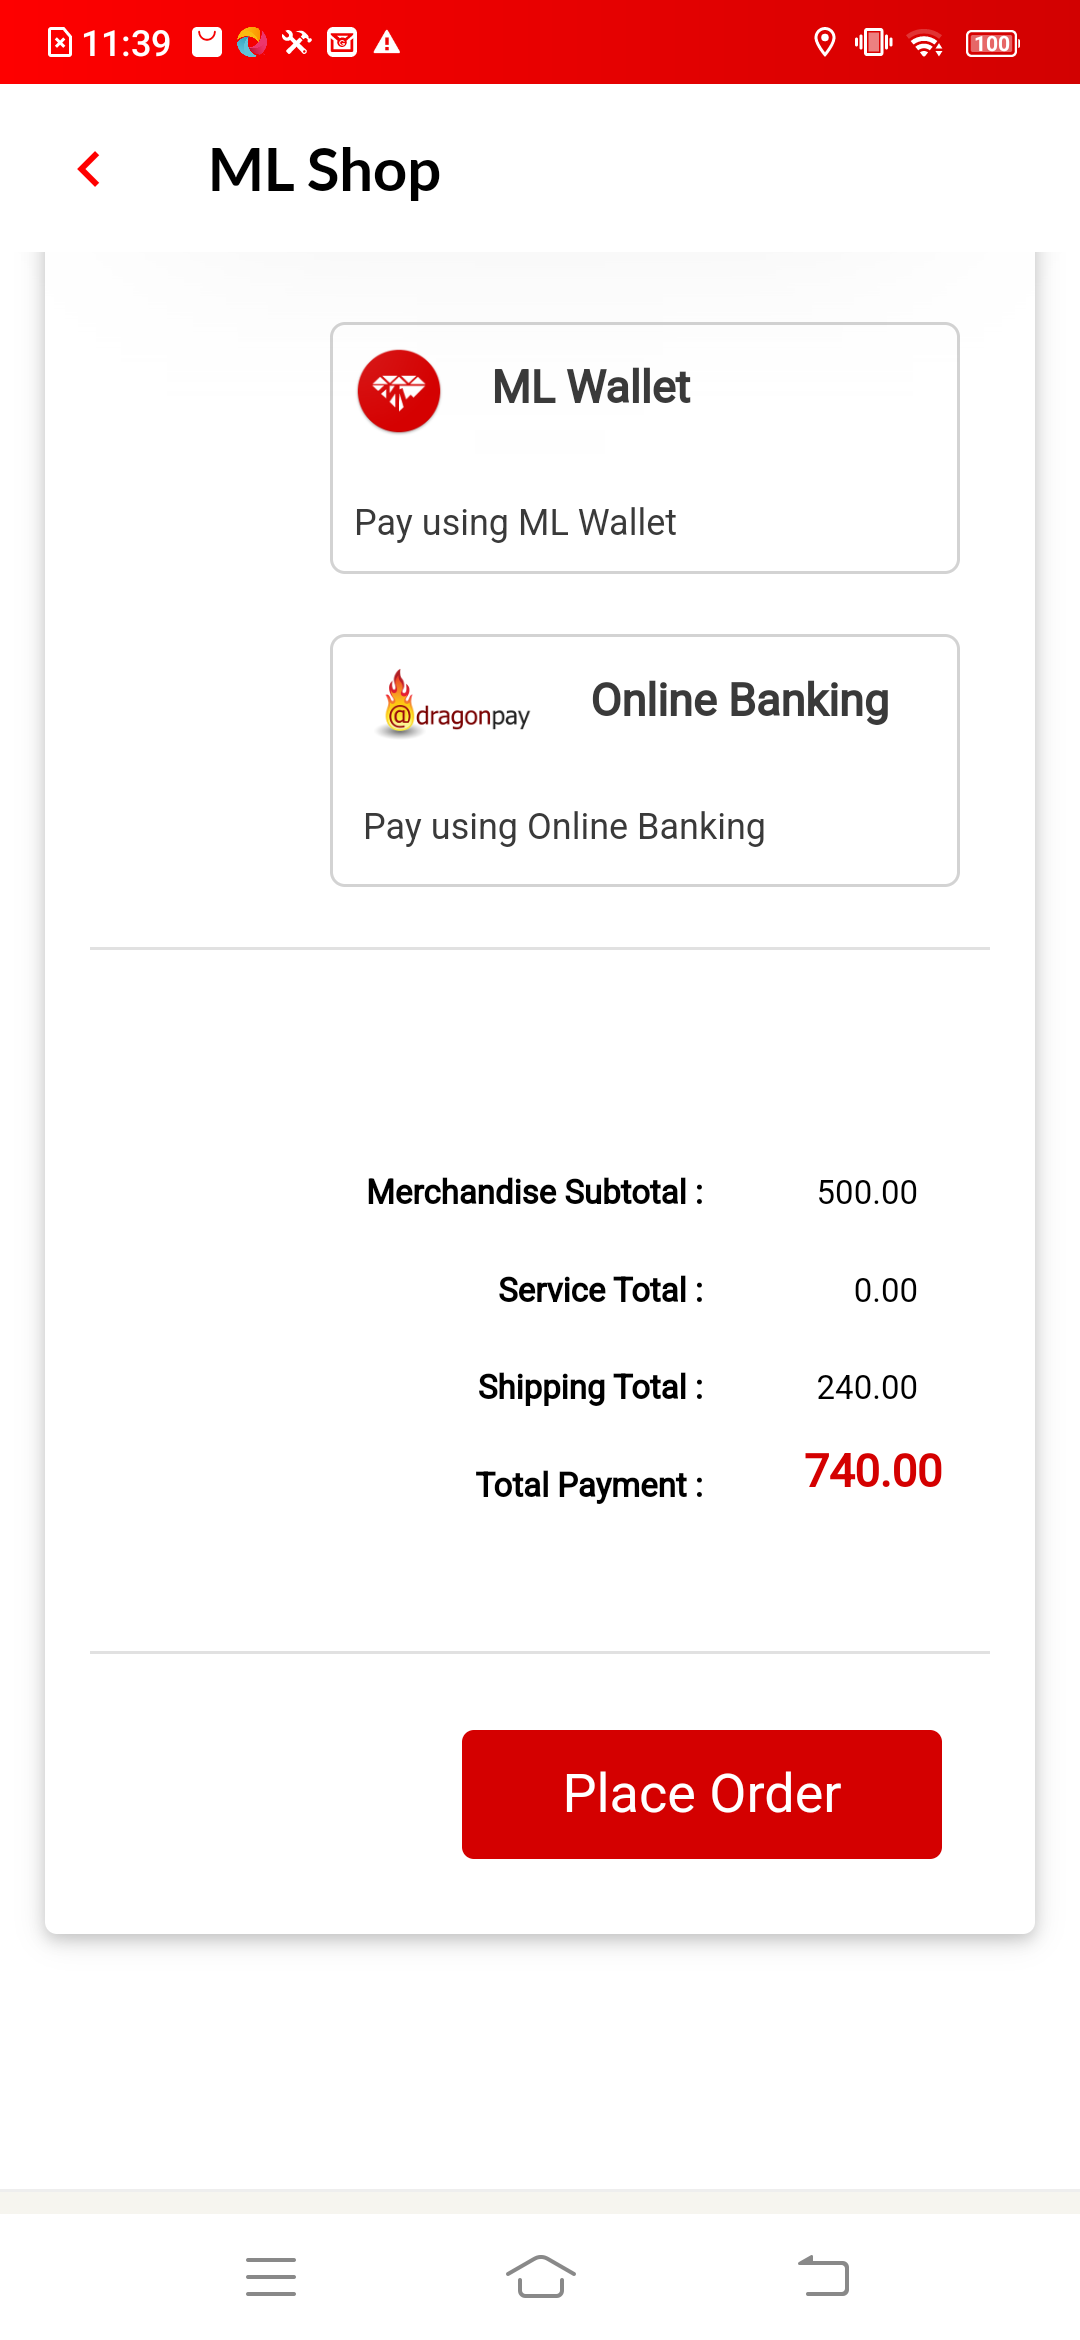 11:39
100
ML Shop
ML Wallet
Pay using ML Wallet
@dragonpay
Online Banking
Pay using Online Banking
Merchandise Subtotal : 500.00
Service Total : 0.00
Shipping Total : 240.00
Total Payment : 740.00
Place Order